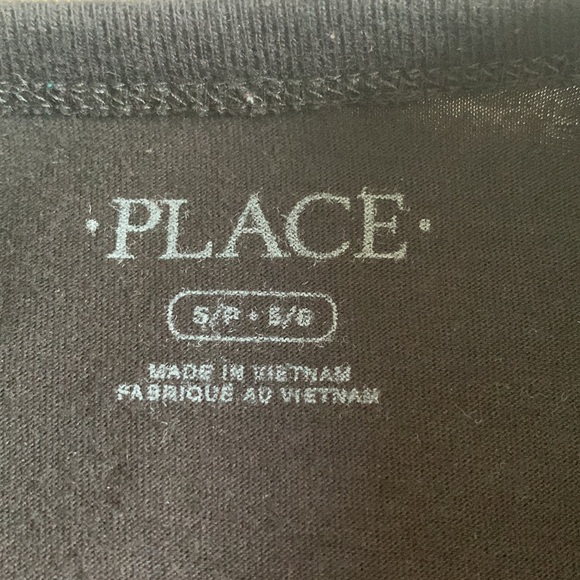 ·PLACE·
S/P • 5/6
MADE IN VIETNAM
FABRIQUÉ AU VIETNAM